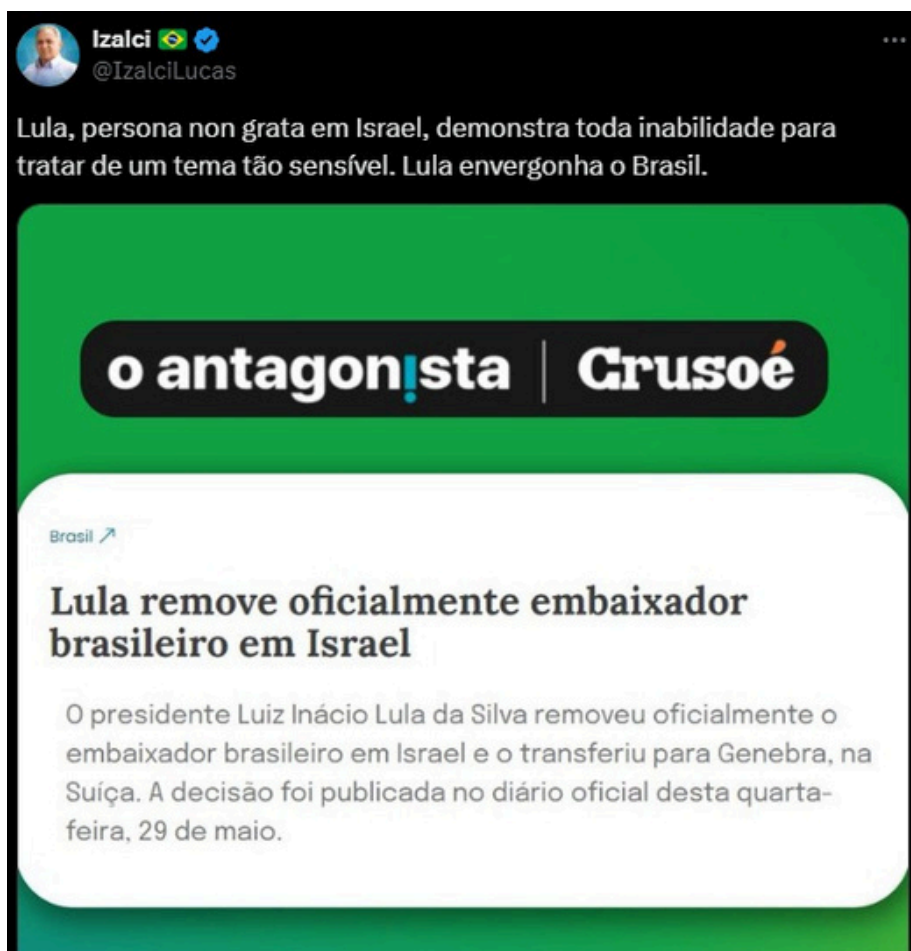 Izalci
@IzalciLucas
Lula, persona non grata em Israel, demonstra toda inabilidade para
tratar de um tema tão sensível. Lula envergonha o Brasil.
o antagonista | Crusoé
Brasil ↗
Lula remove oficialmente embaixador
brasileiro em Israel
O presidente Luiz Inácio Lula da Silva removeu oficialmente o
embaixador brasileiro em Israel e o transferiu para Genebra, na
Suíça. A decisão foi publicada no diário oficial desta quarta-
feira, 29 de maio.